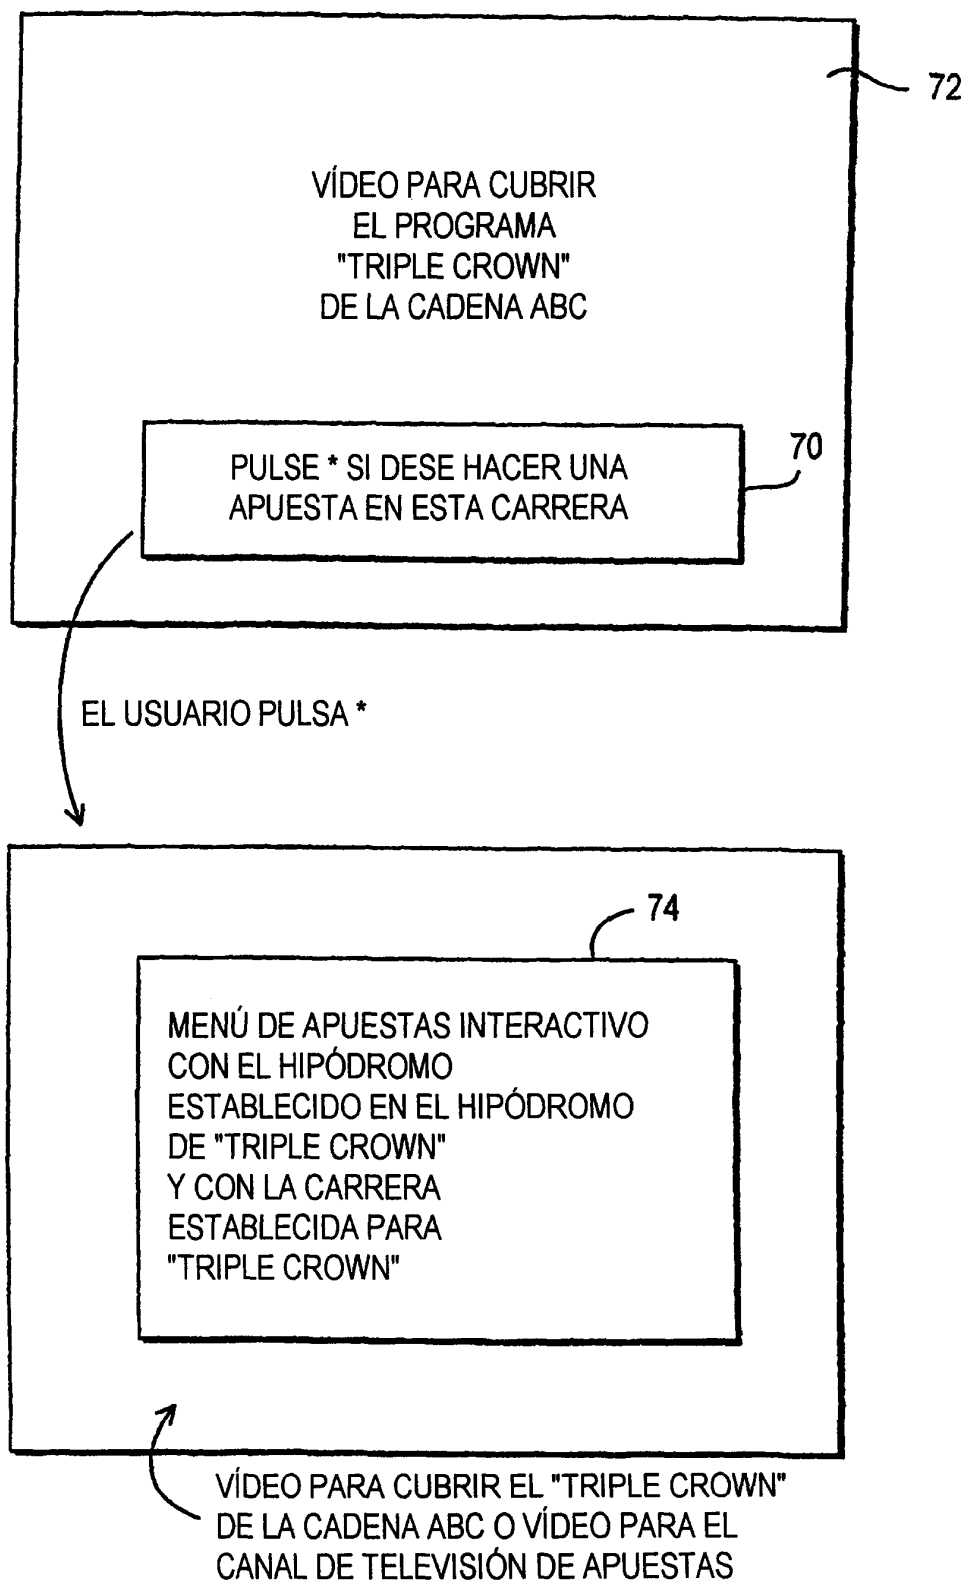 72
VÍDEO PARA CUBRIR
EL PROGRAMA
"TRIPLE CROWN"
DE LA CADENA ABC
70
PULSE * SI DESE HACER UNA
APUESTA EN ESTA CARRERA
EL USUARIO PULSA *
74
MENÚ DE APUESTAS INTERACTIVO
CON EL HIPÓDROMO
ESTABLECIDO EN EL HIPÓDROMO
DE "TRIPLE CROWN"
Y CON LA CARRERA
ESTABLECIDA PARA
"TRIPLE CROWN"
VÍDEO PARA CUBRIR EL "TRIPLE CROWN"
DE LA CADENA ABC O VÍDEO PARA EL
CANAL DE TELEVISIÓN DE APUESTAS